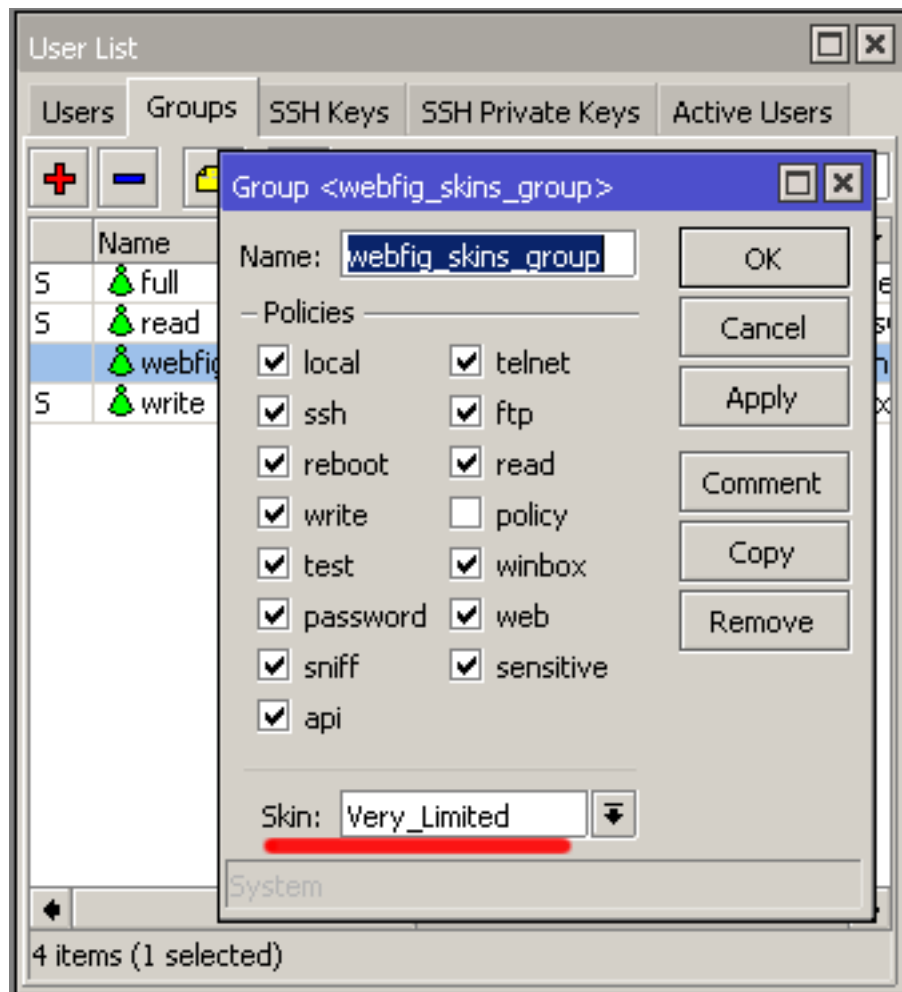 User List
Users Groups SSH Keys SSH Private Keys Active Users
Group <webfig_skins_group>
Name
Name: webfig_skins_group OK
S full
Policies
S read Cancel
local telnet
S write Apply
ssh ftp
reboot read
Comment
write policy
Copy
test winbox
password web Remove
sniff sensitive
api
Skin: Very_Limited
System
4 items (1 selected)